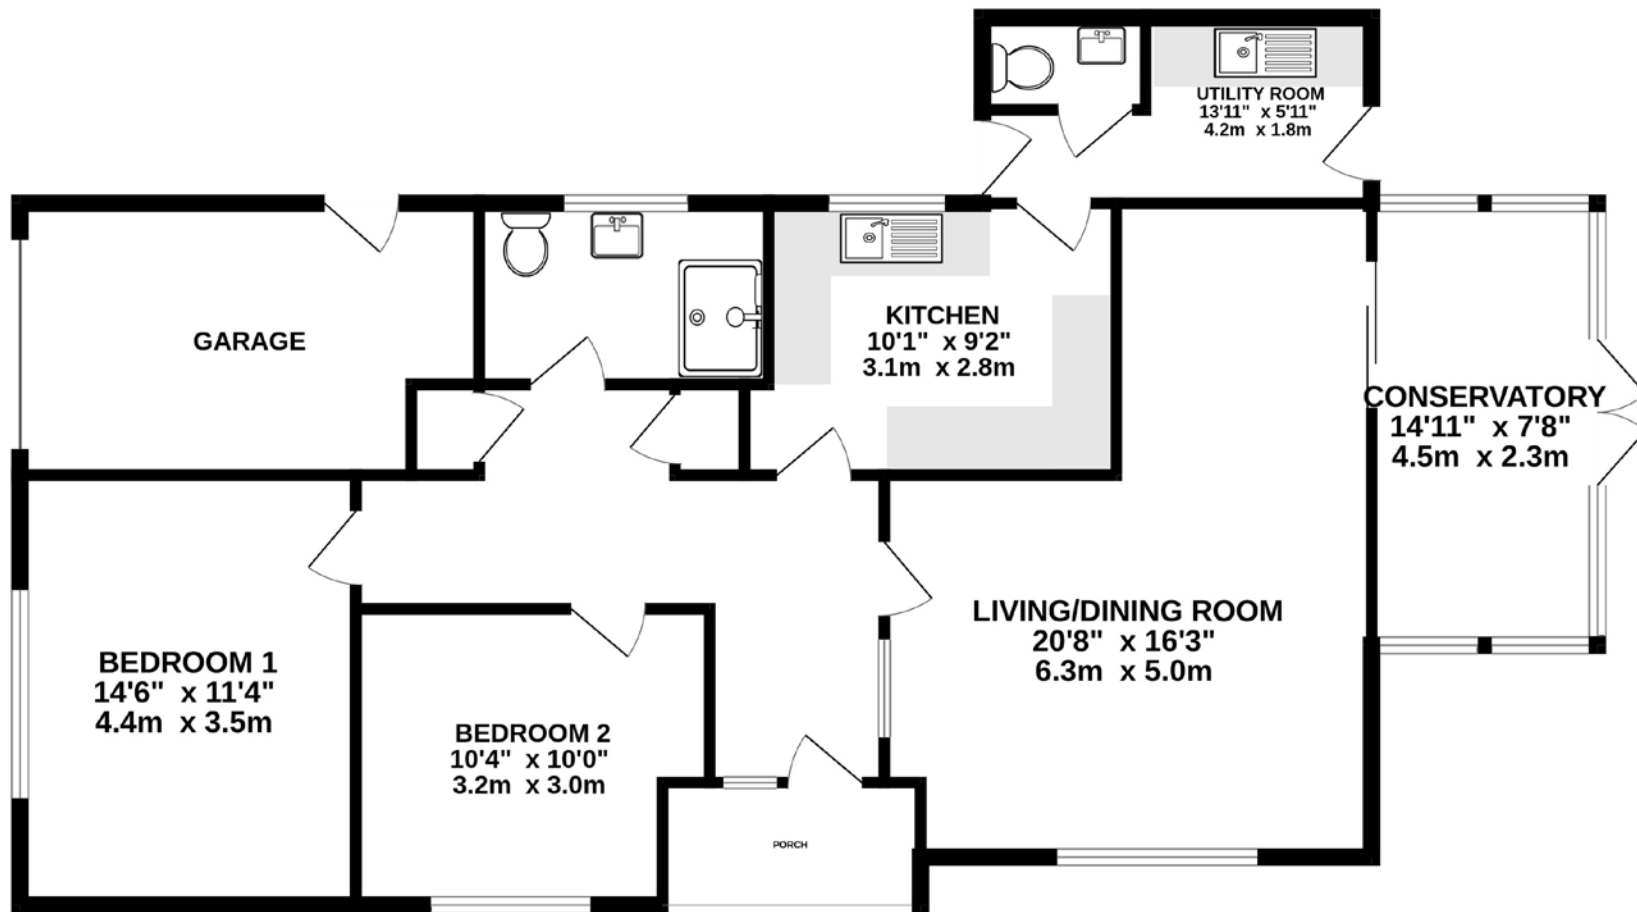 UTILITY ROOM
13'11" x 5'11"
4.2m x 1.8m
GARAGE
KITCHEN
10'1" x 9'2"
3.1m x 2.8m
CONSERVATORY
14'11" x 7'8"
4.5m x 2.3m
BEDROOM 1
14'6" x 11'4"
4.4m x 3.5m
LIVING/DINING ROOM
20'8" x 16'3"
6.3m x 5.0m
BEDROOM 2
10'4" x 10'0"
3.2m x 3.0m
PORCH